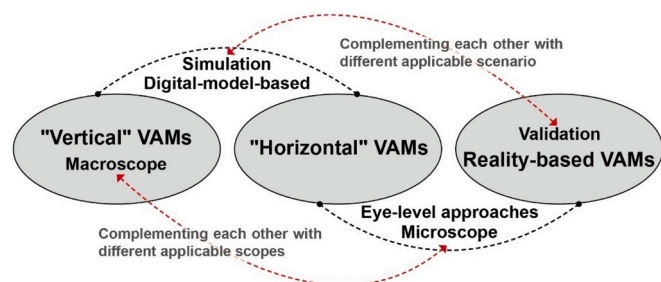 Complementing each other with
different applicable scenario
Simulation
Digital-model-based
"Vertical" VAMs
Macroscope
"Horizontal" VAMs
Validation
Reality-based VAMs
Eye-level approaches
Microscope
Complementing each other with
different applicable scopes